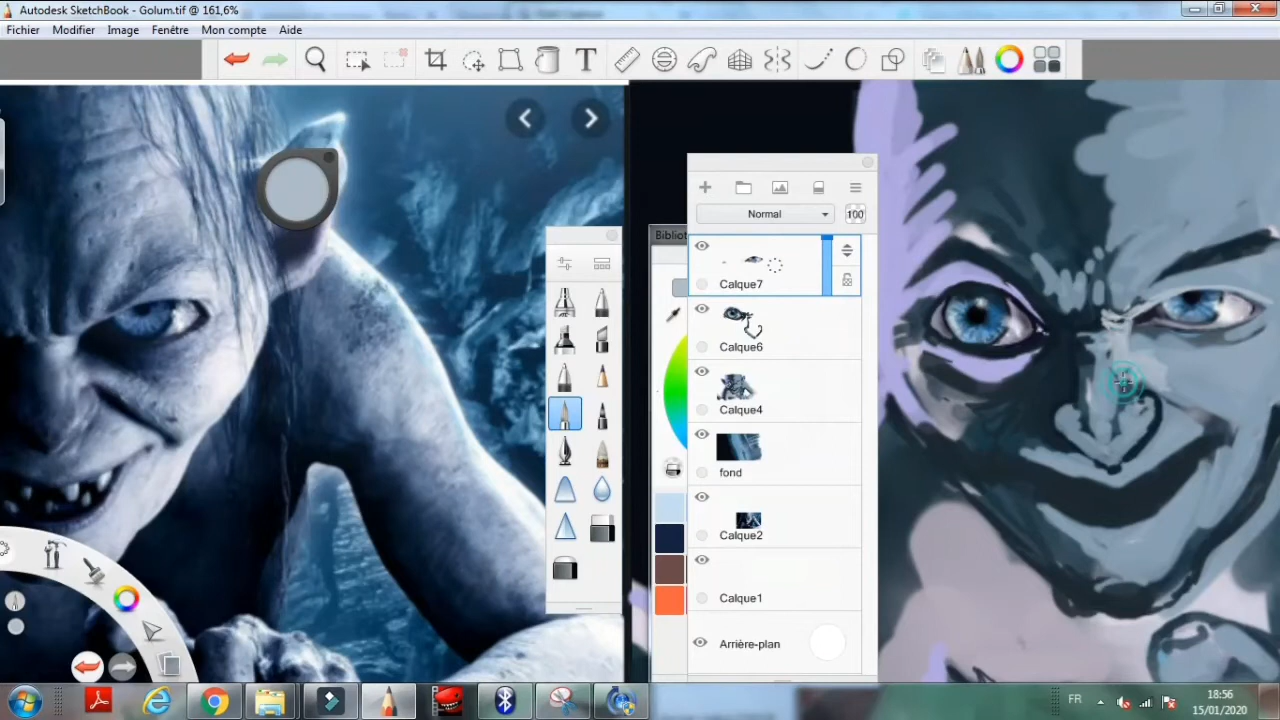 Autodesk SketchBook - Golum.tif @ 161,6%
Fichier Modifier Image Fenêtre Mon compte Aide
Bibliot
Normal 100
Calque7
Calque6
Calque4
fond
Calque2
Calque1
Arrière-plan
FR 18:56
15/01/2020